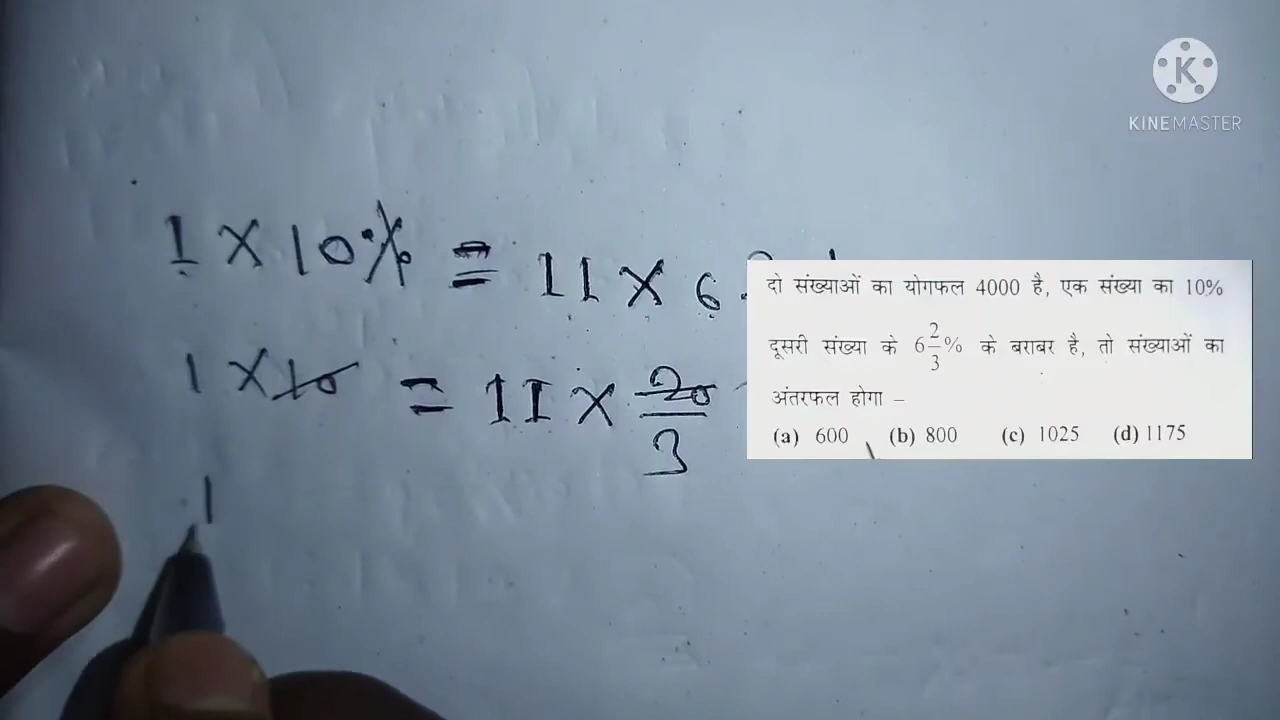 KINEMASTER
1 × 10% = 11 × 6
दो संख्याओं का योगफल 4000 है, एक संख्या का 10%
दूसरी संख्या के 6 2/3% के बराबर है, तो संख्याओं का
अंतरफल होगा –
(a) 600 (b) 800 (c) 1025 (d) 1175
1 × 10 = 11 × 20/3
1